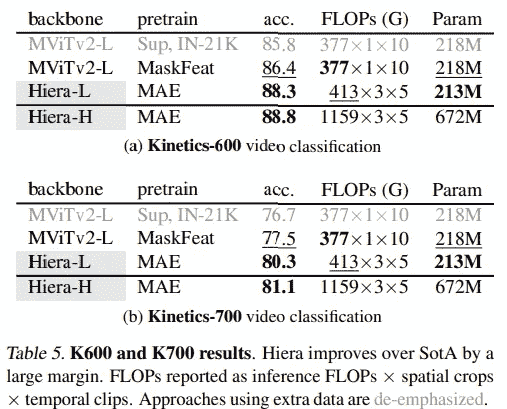 backbone pretrain acc. FLOPs (G) Param
MViTv2-L Sup, IN-21K 85.8 377×1×10 218M
MViTv2-L MaskFeat 86.4 377×1×10 218M
Hiera-L MAE 88.3 413×3×5 213M
Hiera-H MAE 88.8 1159×3×5 672M
(a) Kinetics-600 video classification
backbone pretrain acc. FLOPs (G) Param
MViTv2-L Sup, IN-21K 76.7 377×1×10 218M
MViTv2-L MaskFeat 77.5 377×1×10 218M
Hiera-L MAE 80.3 413×3×5 213M
Hiera-H MAE 81.1 1159×3×5 672M
(b) Kinetics-700 video classification
Table 5. K600 and K700 results. Hiera improves over SotA by a
large margin. FLOPs reported as inference FLOPs × spatial crops
× temporal clips. Approaches using extra data are de-emphasized.